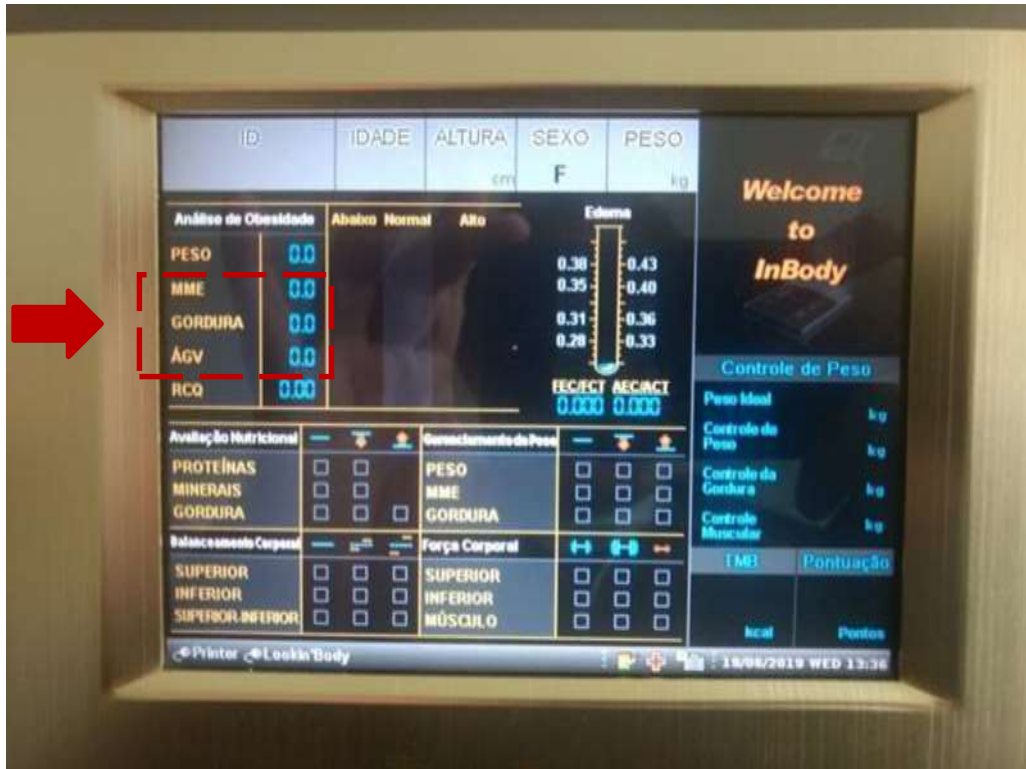 ID IDADE ALTURA SEXO PESO
cm F kg
Welcome
to
InBody
Análise de Obesidade Abaixo Normal Alto
PESO 0.0
MME 0.0
GORDURA 0.0
ÁGV 0.0
RCQ 0.00
Edema
0.38 0.43
0.35 0.40
0.31 0.36
0.28 0.33
FEC/FCT AEC/ACT
0.000 0.000
Controle de Peso
Peso Ideal
kg
Controle do
Peso
kg
Controle da
Gordura
kg
Controle
Muscular
kg
Avaliação Nutricional
PROTEÍNAS
MINERAIS
GORDURA
Gerenciamento de Peso
PESO
MME
GORDURA
Balanceamento Corporal
SUPERIOR
INFERIOR
SUPERIOR-INFERIOR
Força Corporal
SUPERIOR
INFERIOR
MÚSCULO
TMB Pontuação
kcal Pontos
Printer Lookin'Body
/2019 WED 13:36